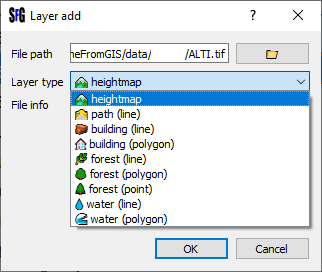 SfG Layer add
File path neFromGIS/data/ /ALTI.tif
Layer type heightmap
File info
heightmap
path (line)
building (line)
building (polygon)
forest (line)
forest (polygon)
forest (point)
water (line)
water (polygon)
OK Cancel